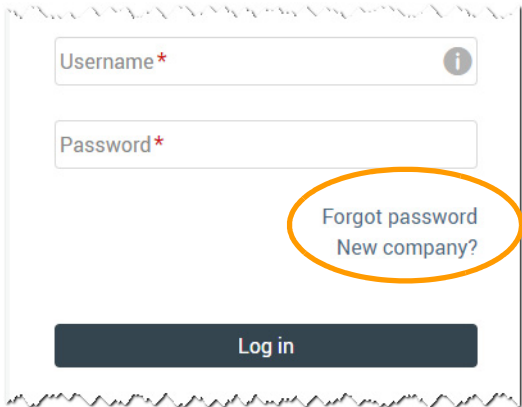 Username*
i
Password*
Forgot password
New company?
Log in